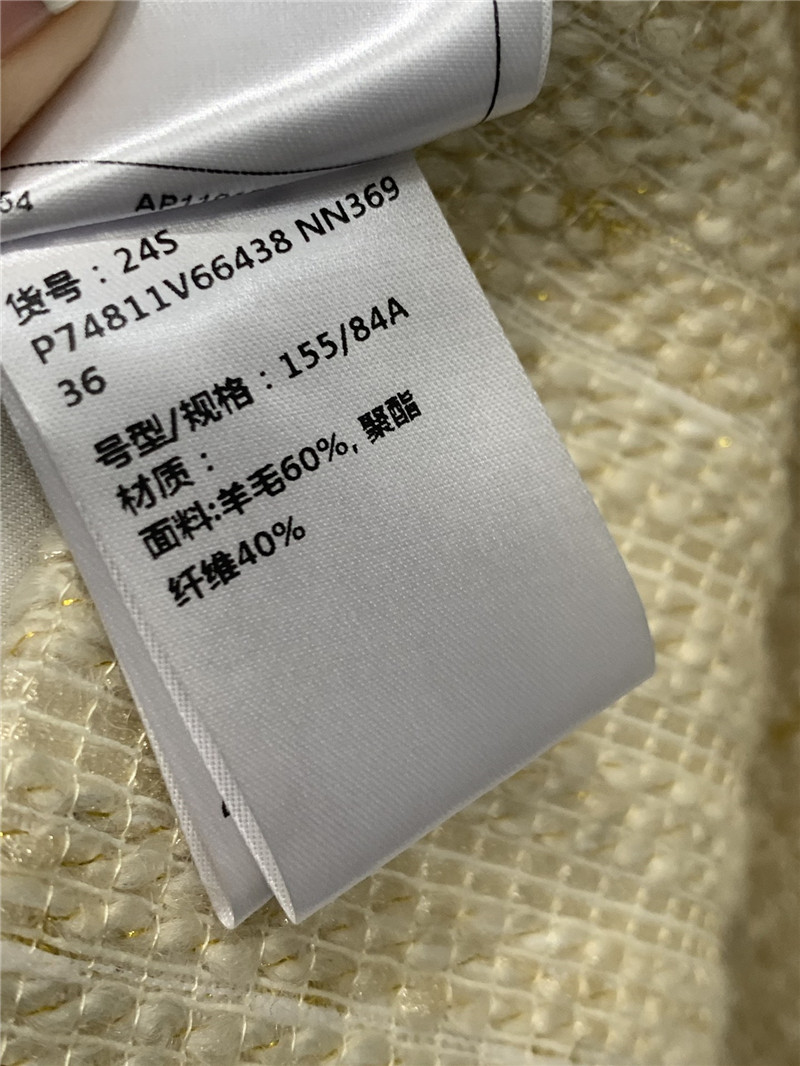 54
货号：24S
P74811V66438 NN369
36
号型/规格：155/84A
材质：
面料:羊毛60%, 聚酯
纤维40%